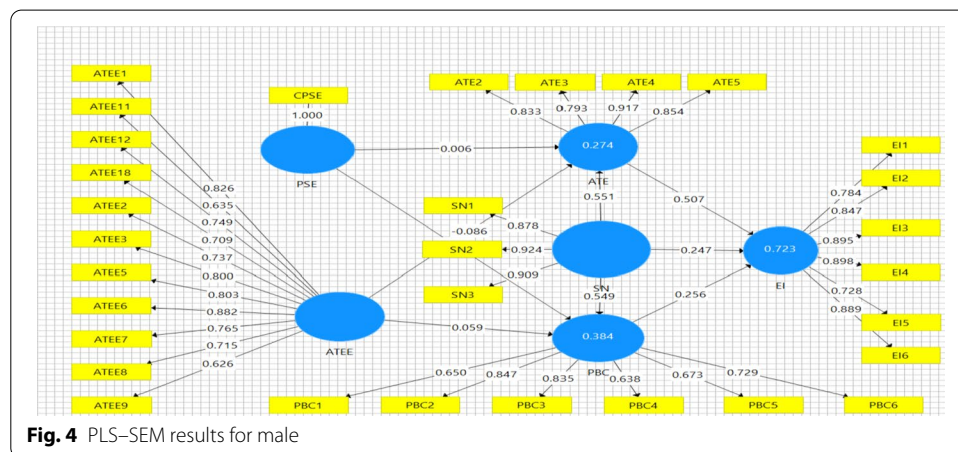 ATEE1
ATEE11
ATEE12
ATEE18
ATEE2
ATEE3
ATEE5
ATEE6
ATEE7
ATEE8
ATEE9
0.826
0.635
0.749
0.709
0.737
0.800
0.803
0.882
0.765
0.715
0.626
ATEE
CPSE
1.000
PSE
0.006
-0.086
0.059
ATE2
ATE3
ATE4
ATE5
0.833
0.793
0.917
0.854
0.274
ATE
0.551
0.507
SN1
SN2
SN3
0.878
0.924
0.909
SN
0.247
0.549
0.256
0.384
PBC
0.650
0.847
0.835
0.638
0.673
0.729
PBC1
PBC2
PBC3
PBC4
PBC5
PBC6
0.723
EI
0.784
0.847
0.895
0.898
0.728
0.889
EI1
EI2
EI3
EI4
EI5
EI6
Fig. 4 PLS–SEM results for male